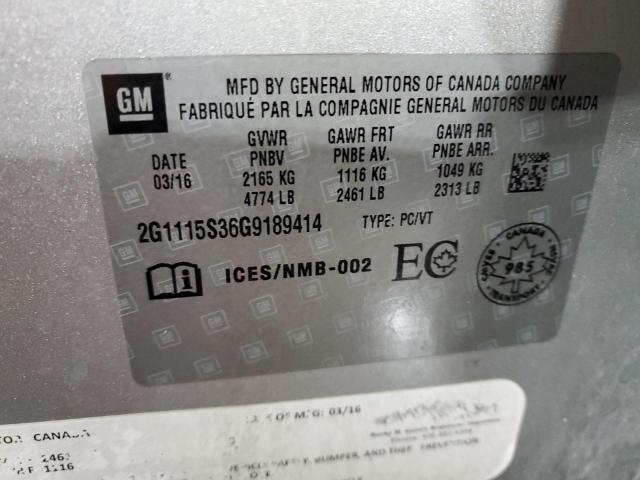 GM
MFD BY GENERAL MOTORS OF CANADA COMPANY
FABRIQUÉ PAR LA COMPAGNIE GENERAL MOTORS DU CANADA
DATE GVWR GAWR FRT GAWR RR
PNBV PNBE AV. PNBE ARR.
03/16 2165 KG 1116 KG 1049 KG
4774 LB 2461 LB 2313 LB
2G1115S36G9189414 TYPE: PC/VT
ICES/NMB-002 EC
CANADA
985
TRANSPORT
OF MFG: 03/16
CANADA
BUMPER, AND THEFT PREVENTION